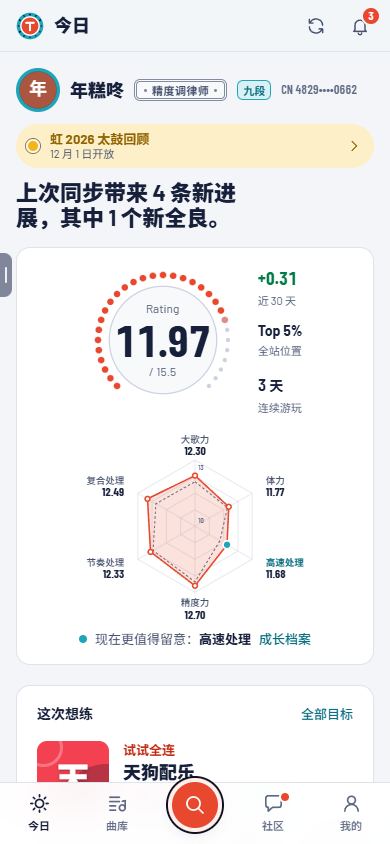 T
今日
3
年
年糕咚
精度调律师
九段
CN 4829••••0662
虹 2026 太鼓回顾
12 月 1 日开放
上次同步带来 4 条新进
展，其中 1 个新全良。
Rating
11.97
/ 15.5
+0.31
近 30 天
Top 5%
全站位置
3 天
连续游玩
大歌力
12.30
13
复合处理
12.49
体力
11.77
10
节奏处理
12.33
高速处理
11.68
精度力
12.70
现在更值得留意：高速处理 成长档案
这次想练
全部目标
试试全连
天狗配乐
今日
曲库
社区
我的